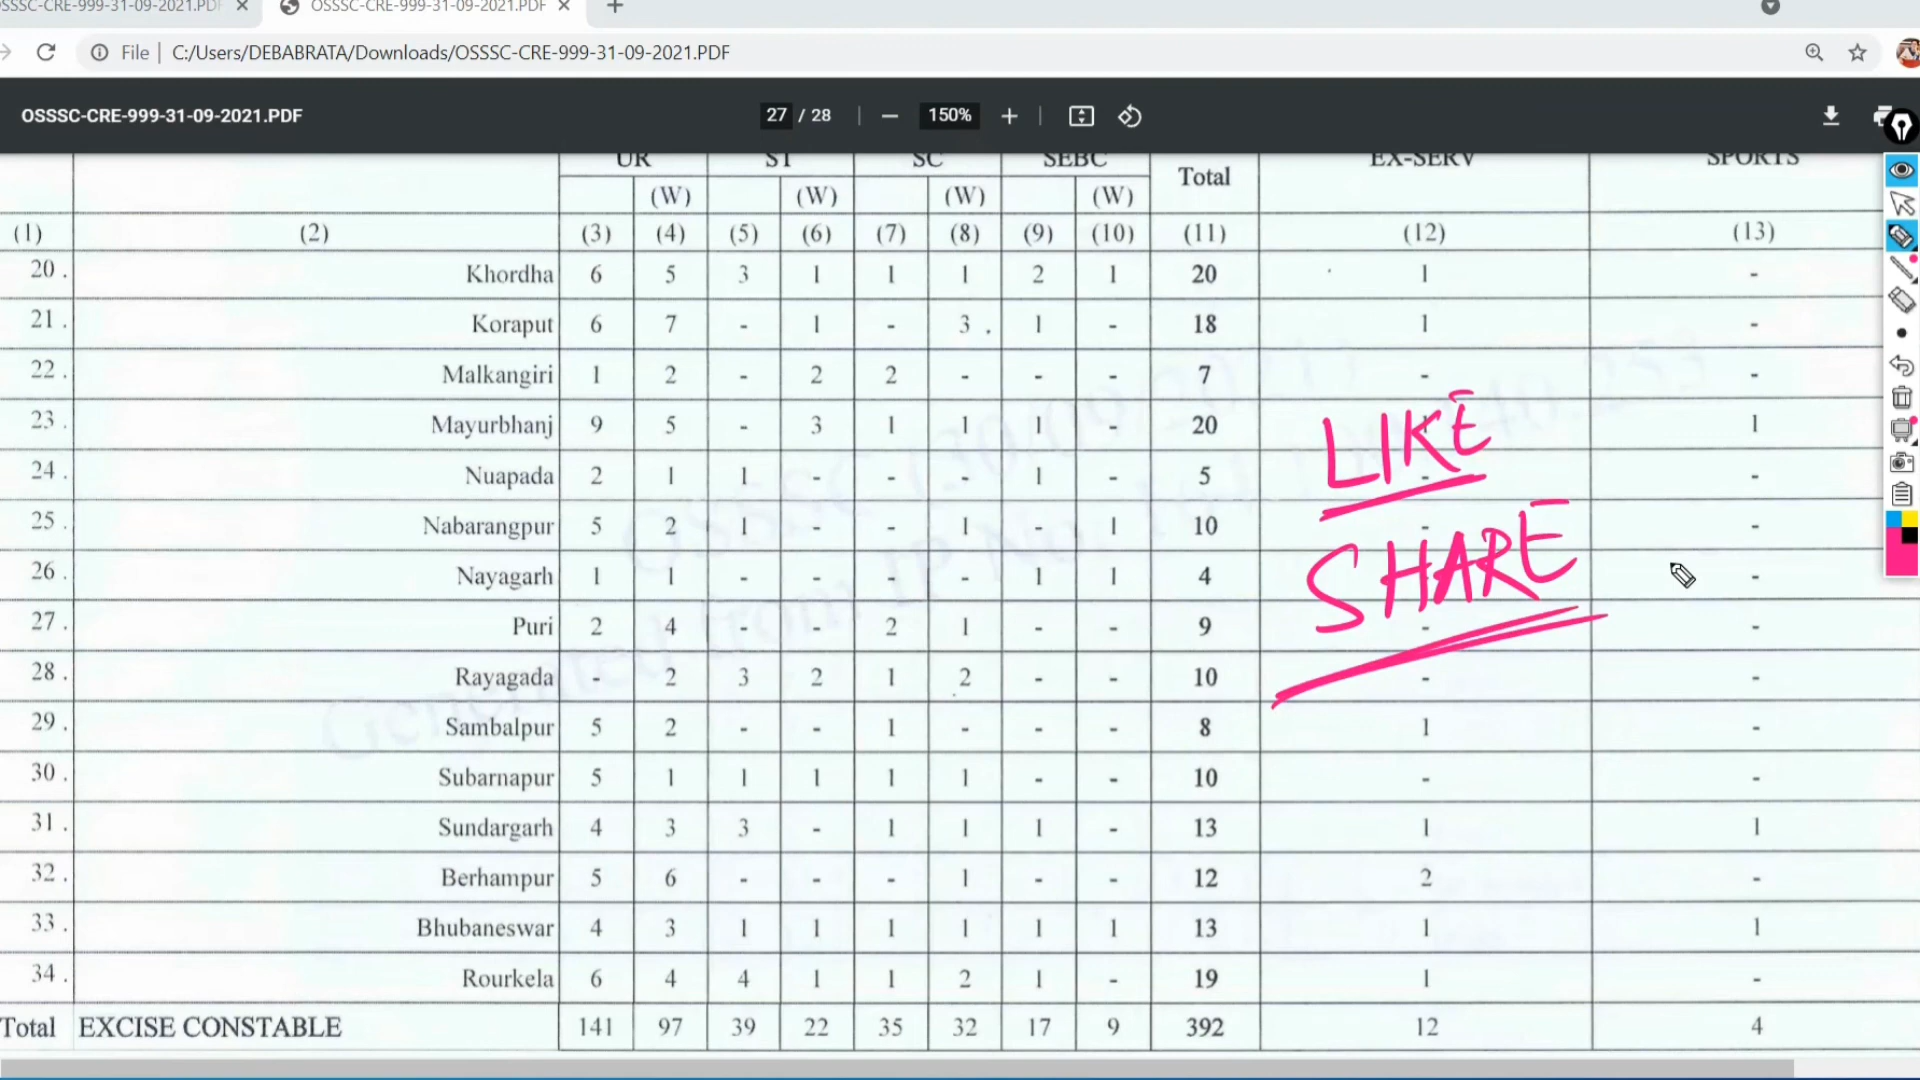 SSSC-CRE-999-31-09-2021.PDF OSSSC-CRE-999-31-09-2021.PDF
File C:/Users/DEBABRATA/Downloads/OSSSC-CRE-999-31-09-2021.PDF
OSSSC-CRE-999-31-09-2021.PDF 27 / 28 150%
UR ST SC SEBC Total EX-SERV SPORTS
(W) (W) (W) (W)
(1) (2) (3) (4) (5) (6) (7) (8) (9) (10) (11) (12) (13)
20. Khordha 6 5 3 1 1 1 2 1 20 1 -
21. Koraput 6 7 - 1 - 3 1 - 18 1 -
22. Malkangiri 1 2 - 2 2 - - - 7 - -
23. Mayurbhanj 9 5 - 3 1 1 1 - 20 1
24. Nuapada 2 1 1 - - - 1 - 5 - -
25. Nabarangpur 5 2 1 - - 1 - 1 10 - -
26. Nayagarh 1 1 - - - - 1 1 4 -
27. Puri 2 4 - - 2 1 - - 9 - -
28. Rayagada - 2 3 2 1 2 - - 10 - -
29. Sambalpur 5 2 - - 1 - - - 8 1 -
30. Subarnapur 5 1 1 1 1 1 - - 10 - -
31. Sundargarh 4 3 3 - 1 1 1 - 13 1 1
32. Berhampur 5 6 - - - 1 - - 12 2 -
33. Bhubaneswar 4 3 1 1 1 1 1 1 13 1 1
34. Rourkela 6 4 4 1 1 2 1 - 19 1 -
Total EXCISE CONSTABLE 141 97 39 22 35 32 17 9 392 12 4
LIKE
SHARE
OSSSC
Generated from IP No.